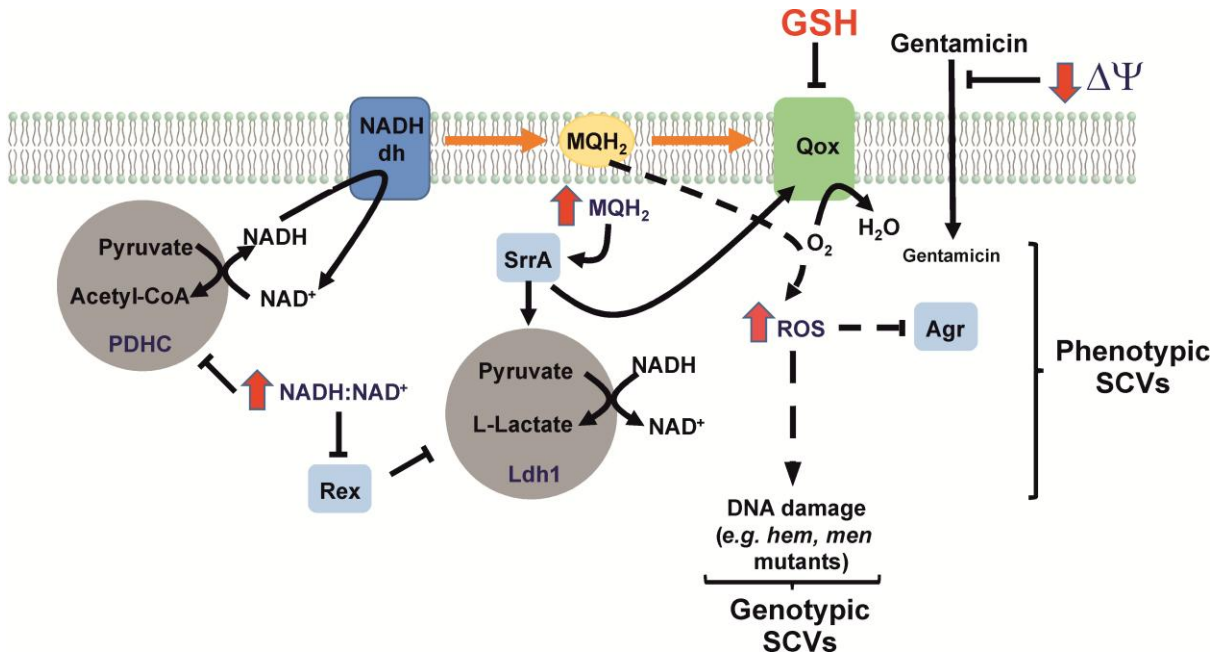 GSH
Gentamicin
ΔΨ
NADH
dh
MQH₂
Qox
MQH₂
O₂
H₂O
Gentamicin
Pyruvate
NADH
Acetyl-CoA
NAD⁺
PDHC
SrrA
ROS
Agr
Phenotypic
SCVs
NADH:NAD⁺
Rex
Pyruvate
NADH
L-Lactate
NAD⁺
Ldh1
DNA damage
(e.g. hem, men
mutants)
Genotypic
SCVs